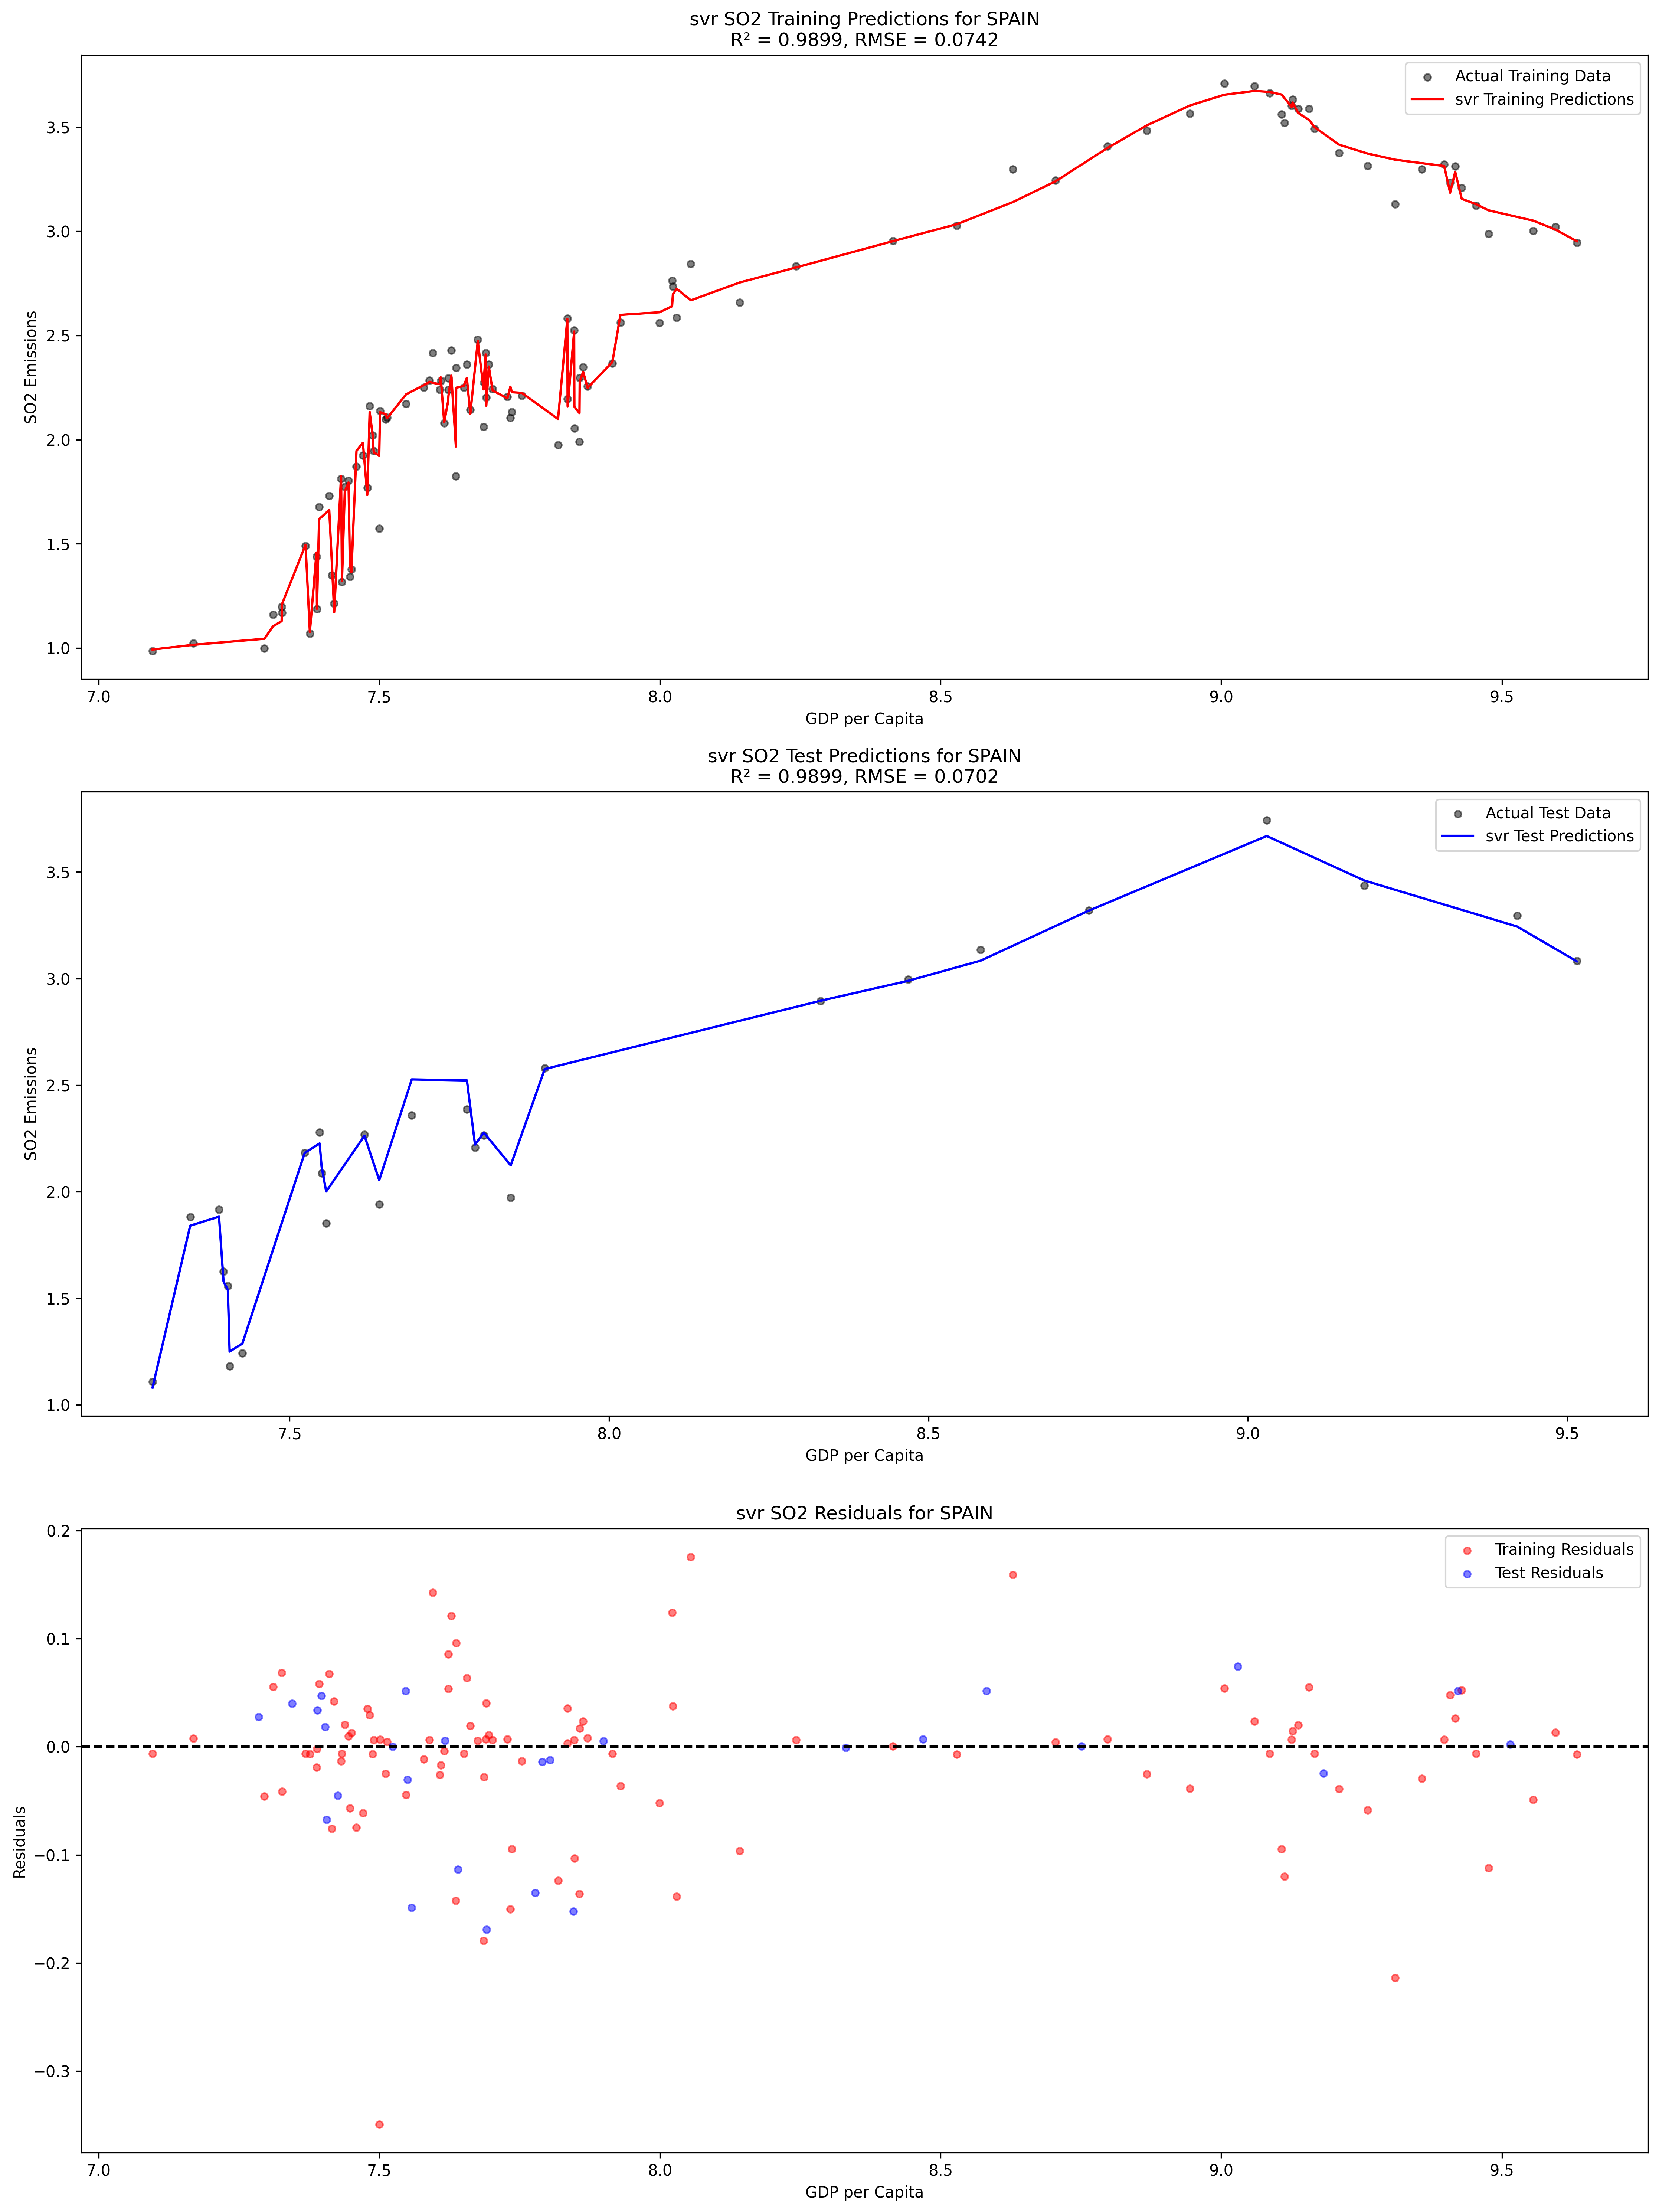 svr SO2 Training Predictions for SPAIN
R² = 0.9899, RMSE = 0.0742
Actual Training Data
svr Training Predictions
SO2 Emissions
3.5
3.0
2.5
2.0
1.5
1.0
7.0 7.5 8.0 8.5 9.0 9.5
GDP per Capita
svr SO2 Test Predictions for SPAIN
R² = 0.9899, RMSE = 0.0702
Actual Test Data
svr Test Predictions
SO2 Emissions
3.5
3.0
2.5
2.0
1.5
1.0
7.5 8.0 8.5 9.0 9.5
GDP per Capita
svr SO2 Residuals for SPAIN
Training Residuals
Test Residuals
Residuals
0.2
0.1
0.0
−0.1
−0.2
−0.3
7.0 7.5 8.0 8.5 9.0 9.5
GDP per Capita